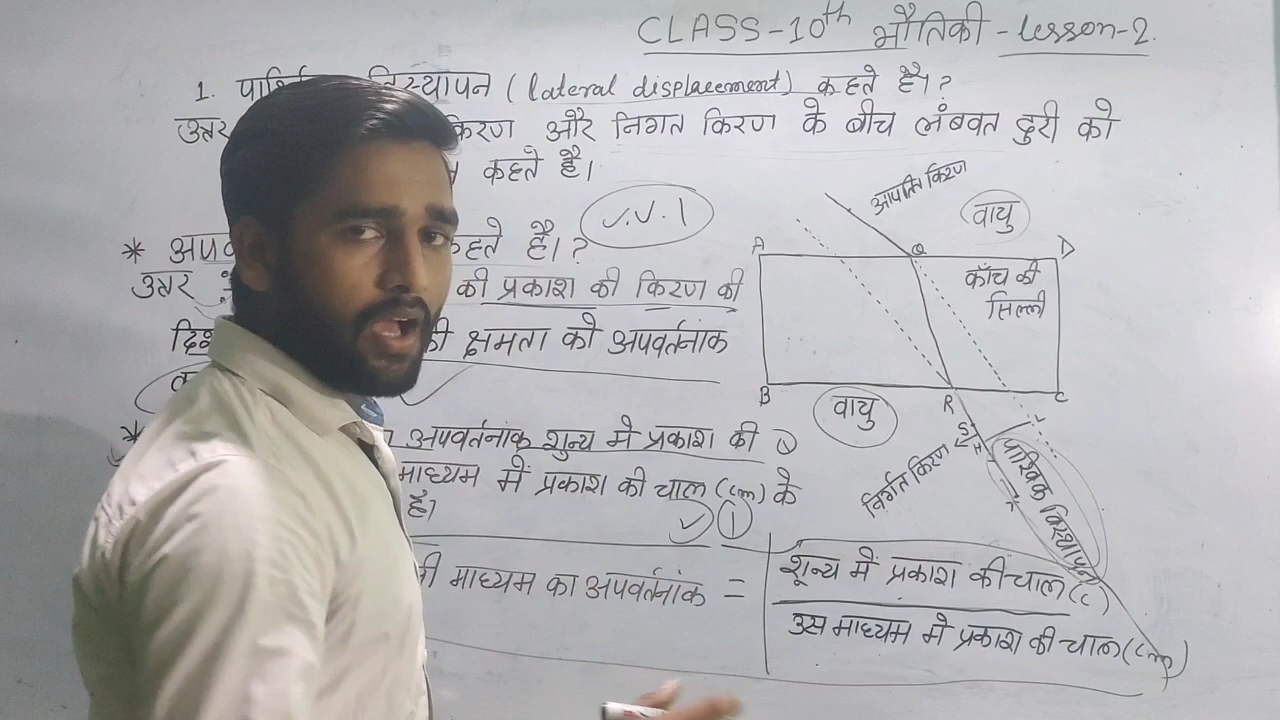 CLASS-10th भौतिकी - Lesson-2.
1. विस्थापन (lateral displacement) कहते है।?
उत्तर किरण और निगत किरण के बीच लंबवत दुरी को
कहते है।
V.V.I
* कहते है।?
उत्तर की प्रकाश की किरण की
की क्षमता को अपवर्तनांक
* अपवर्तनांक शुन्य मे प्रकाश की
माध्यम में प्रकाश की चाल (cm) के
है।
1
माध्यम का अपवर्तनांक =
शून्य में प्रकाश की चाल (c)
उस माध्यम मे प्रकाश की चाल (cm)
आपति किरण
वायु
A Q D
काँच की
सिल्ली
B R C
वायु
S
L
निर्गत किरण
पारिवक विस्थापन